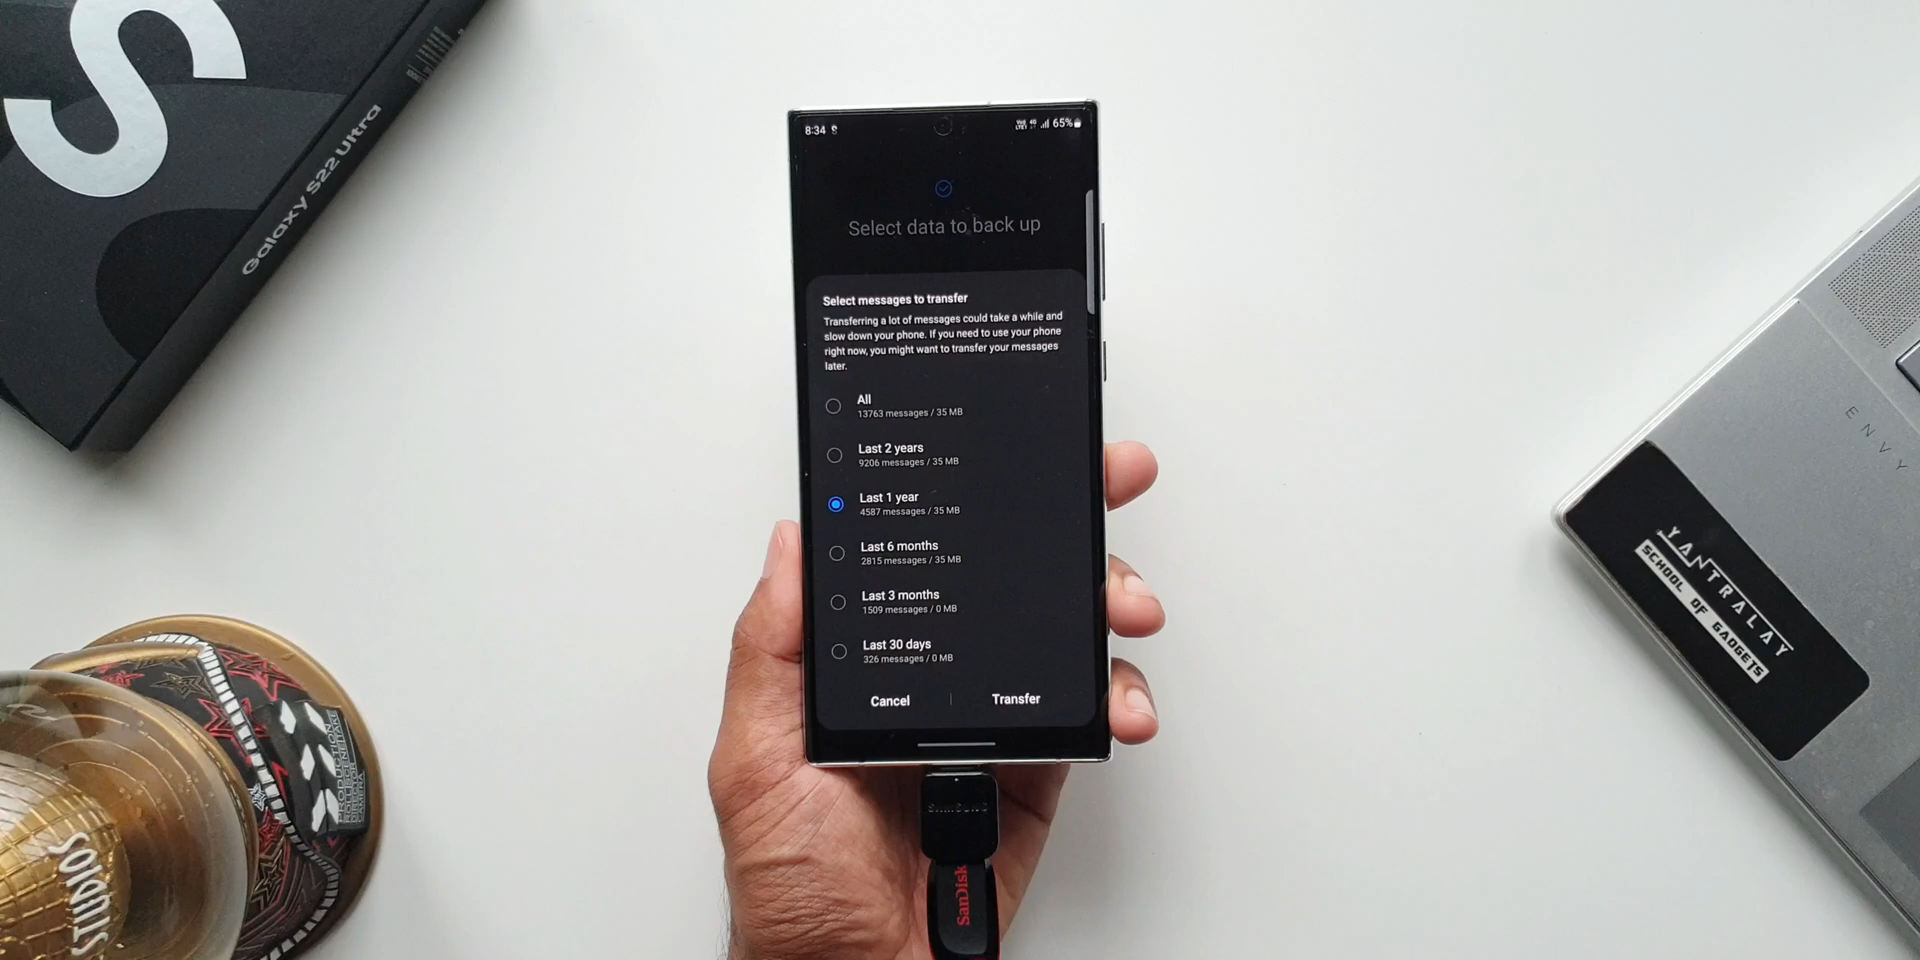 S
Galaxy S22 Ultra
8:34
65%
Select data to back up
Select messages to transfer
Transferring a lot of messages could take a while and
slow down your phone. If you need to use your phone
right now, you might want to transfer your messages
later.
All
13763 messages / 35 MB
Last 2 years
9206 messages / 35 MB
Last 1 year
4587 messages / 35 MB
Last 6 months
2815 messages / 35 MB
Last 3 months
1509 messages / 0 MB
Last 30 days
326 messages / 0 MB
Cancel
Transfer
SAMSUNG
SanDisk
ENVY
YANTRALAY
SCHOOL OF GADGETS
STUDIOS
PRODUCTION
DIRECTOR
CAMERA